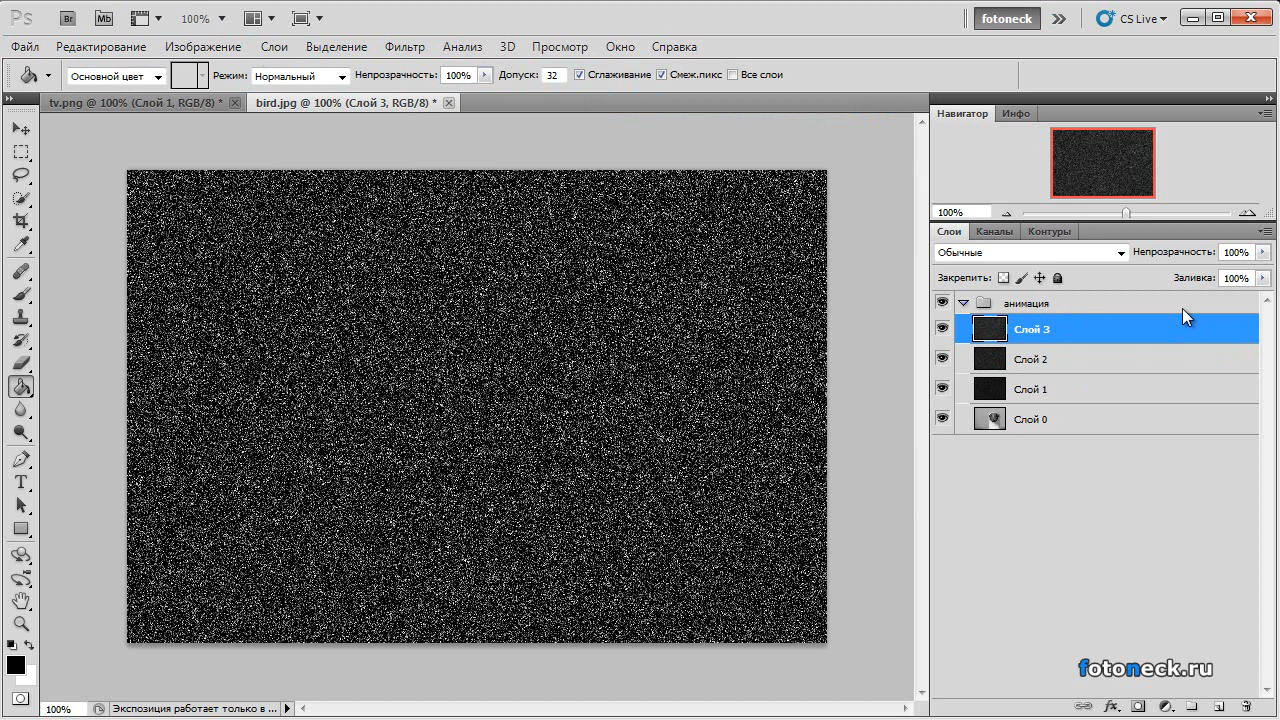 Ps Br Mb 100% fotoneck CS Live
Файл Редактирование Изображение Слои Выделение Фильтр Анализ 3D Просмотр Окно Справка
Основной цвет Режим: Нормальный Непрозрачность: 100% Допуск: 32 Сглаживание Смеж.пикс Все слои
tv.png @ 100% (Слой 1, RGB/8) * bird.jpg @ 100% (Слой 3, RGB/8) *
Навигатор Инфо
100%
Слои Каналы Контуры
Обычные Непрозрачность: 100%
Закрепить: Заливка: 100%
анимация
Слой 3
Слой 2
Слой 1
Слой 0
T
fotoneck.ru
fx
100% Экспозиция работает только в ...